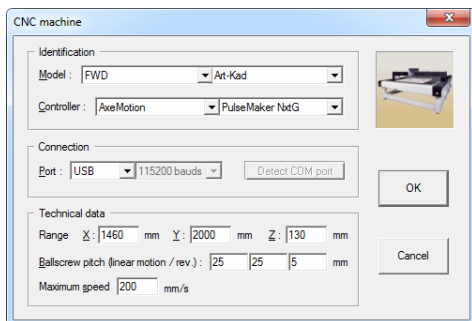 CNC machine
Identification
Model : FWD Art-Kad
Controller : AxeMotion PulseMaker NxtG
Connection
Port : USB 115200 bauds Detect COM port
OK
Technical data
Range X : 1460 mm Y : 2000 mm Z : 130 mm
Ballscrew pitch (linear motion / rev.) : 25 25 5 mm
Cancel
Maximum speed 200 mm/s